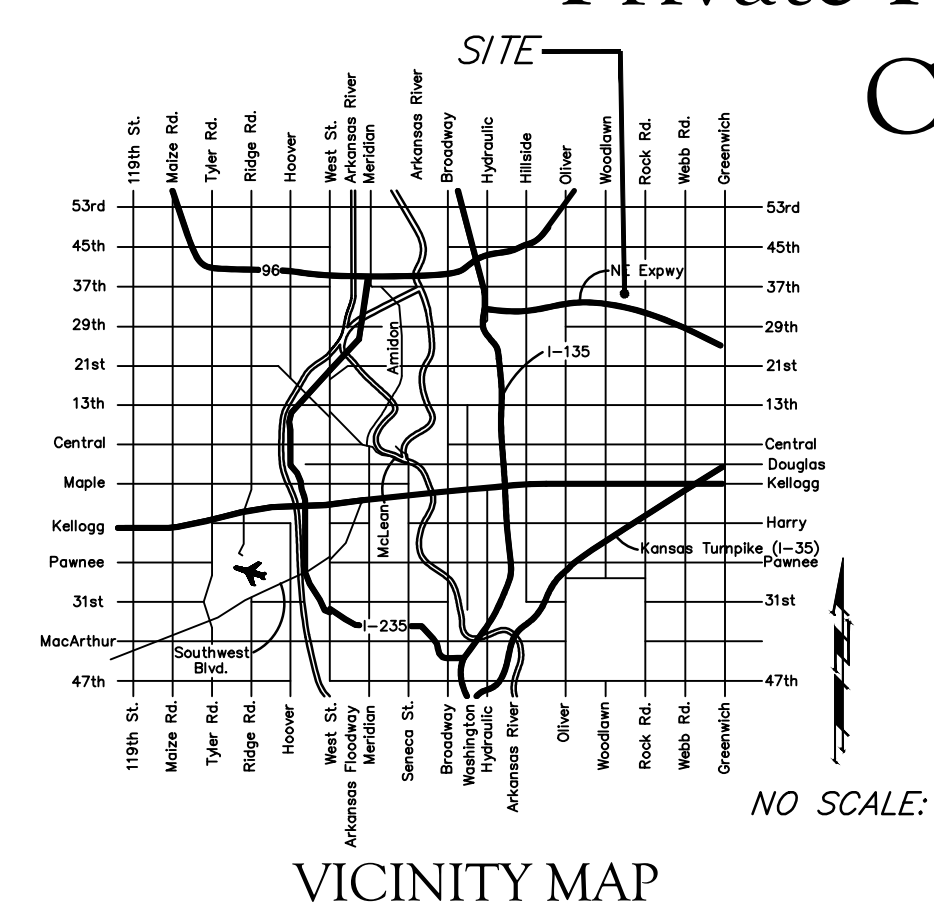 SITE
119th St.
Maize Rd.
Tyler Rd.
Ridge Rd.
Hoover
West St.
Arkansas River
Meridian
Arkansas River
Broadway
Hydraulic
Hillside
Oliver
Woodlawn
Rock Rd.
Webb Rd.
Greenwich
53rd
45th
37th
29th
21st
13th
Central
Maple
Kellogg
Pawnee
31st
MacArthur
47th
53rd
45th
37th
29th
21st
13th
Central
Douglas
Kellogg
Harry
Pawnee
31st
47th
96
NE Expwy
Amidon
I-135
McLean
Kansas Turnpike (I-35)
I-235
Southwest
Blvd.
119th St.
Maize Rd.
Tyler Rd.
Ridge Rd.
Hoover
West St.
Arkansas Floodway
Meridian
Seneca St.
Broadway
Washington
Hydraulic
Arkansas River
Oliver
Woodlawn
Rock Rd.
Webb Rd.
Greenwich
NO SCALE:
VICINITY MAP